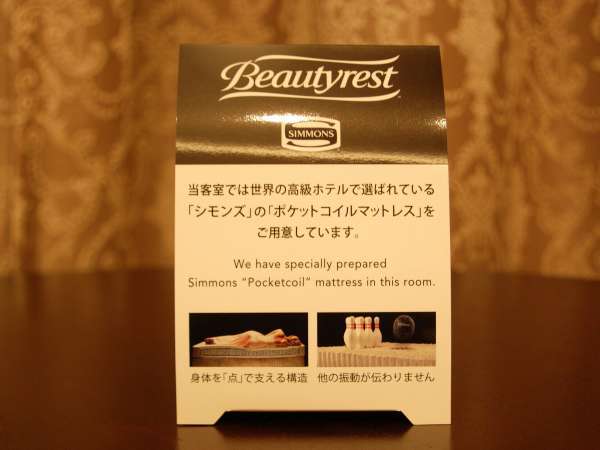 Beautyrest
SIMMONS
当客室では世界の高級ホテルで選ばれている
「シモンズ」の「ポケットコイルマットレス」を
ご用意しています。
We have specially prepared
Simmons "Pocketcoil" mattress in this room.
身体を「点」で支える構造
他の振動が伝わりません